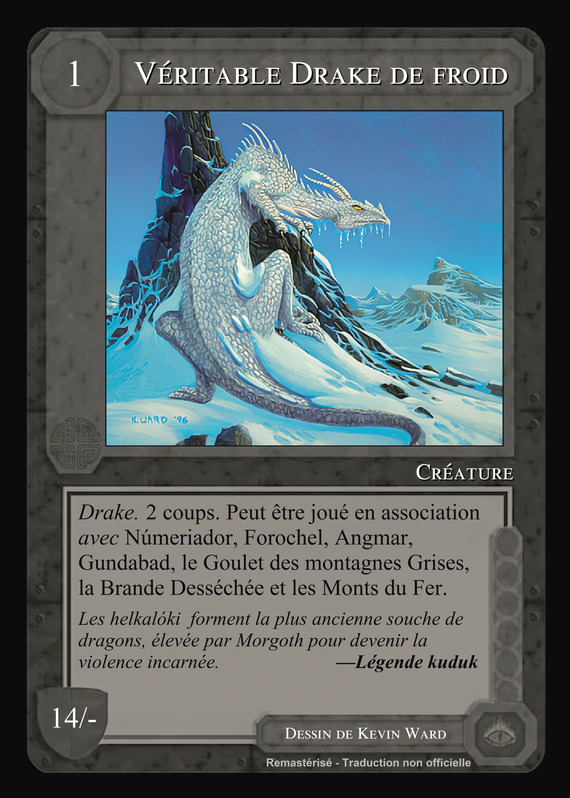 1
Véritable Drake de froid
K.WARD '96
Créature
Drake. 2 coups. Peut être joué en association
avec Númeriador, Forochel, Angmar,
Gundabad, le Goulet des montagnes Grises,
la Brande Desséchée et les Monts du Fer.
Les helkalóki forment la plus ancienne souche de
dragons, élevée par Morgoth pour devenir la
violence incarnée. —Légende kuduk
14/-
Dessin de Kevin Ward
Remastérisé - Traduction non officielle